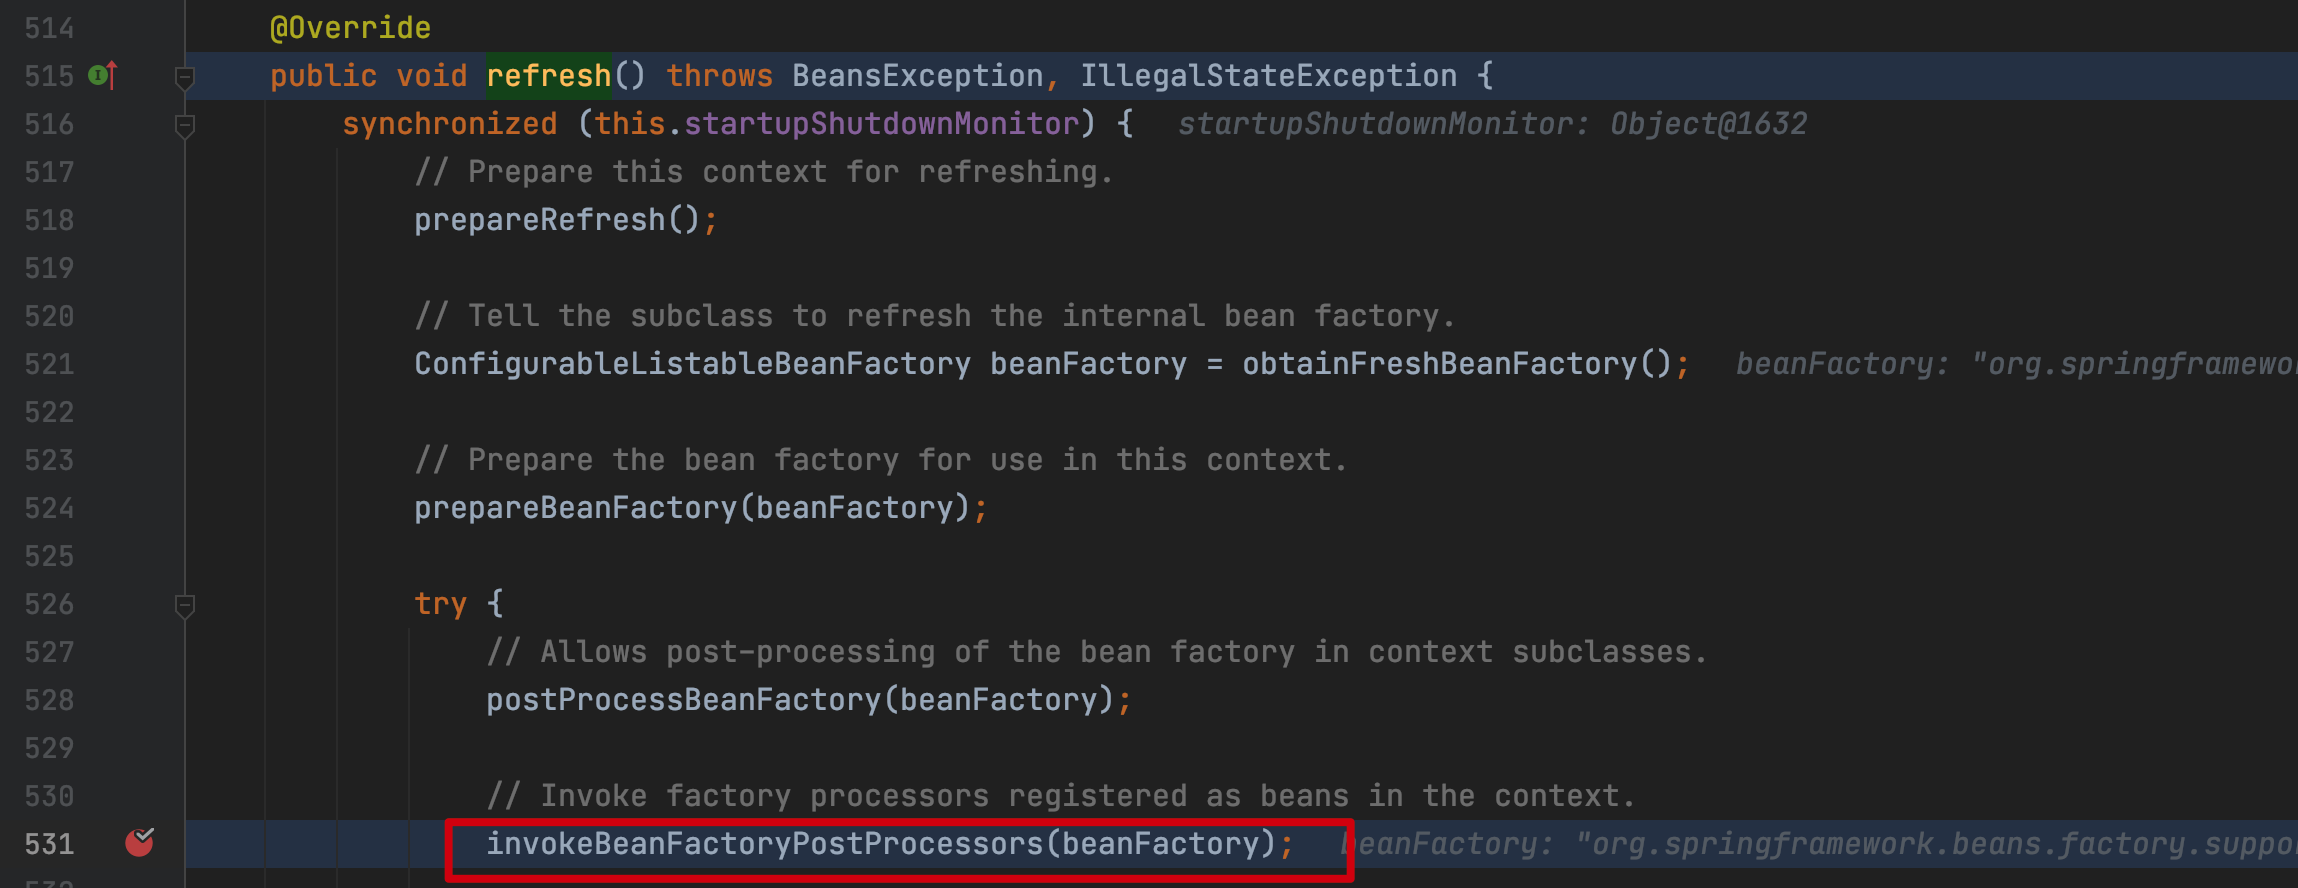 514 @Override
515 public void refresh() throws BeansException, IllegalStateException {
516 synchronized (this.startupShutdownMonitor) { startupShutdownMonitor: Object@1632
517 // Prepare this context for refreshing.
518 prepareRefresh();
519
520 // Tell the subclass to refresh the internal bean factory.
521 ConfigurableListableBeanFactory beanFactory = obtainFreshBeanFactory(); beanFactory: "org.springframewo
522
523 // Prepare the bean factory for use in this context.
524 prepareBeanFactory(beanFactory);
525
526 try {
527 // Allows post-processing of the bean factory in context subclasses.
528 postProcessBeanFactory(beanFactory);
529
530 // Invoke factory processors registered as beans in the context.
531 invokeBeanFactoryPostProcessors(beanFactory); beanFactory: "org.springframework.beans.factory.suppo